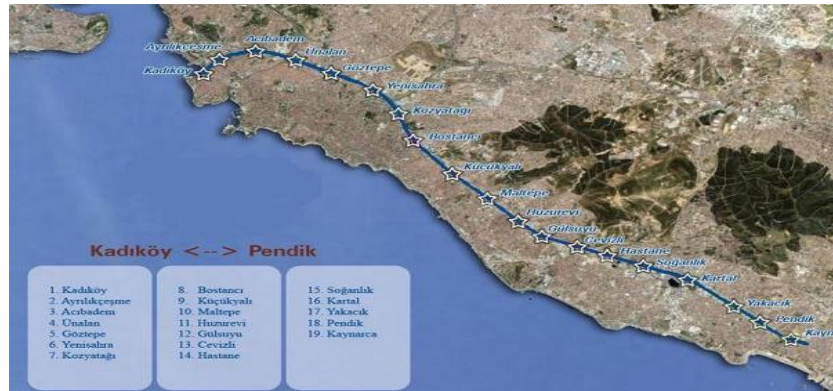 Ayrılıkçeşme
Acıbadem
Ünalan
Kadıköy
Göztepe
Yenisahra
Kozyatağı
Bostancı
Küçükyalı
Maltepe
Huzurevi
Gülsuyu
Cevizli
Hastane
Soğanlık
Kartal
Yakacık
Pendik
Kayn
Kadıköy <--> Pendik
1. Kadıköy
2. Ayrılıkçeşme
3. Acıbadem
4. Ünalan
5. Göztepe
6. Yenisahra
7. Kozyatağı
8. Bostancı
9. Küçükyalı
10. Maltepe
11. Huzurevi
12. Gülsuyu
13. Cevizli
14. Hastane
15. Soğanlık
16. Kartal
17. Yakacık
18. Pendik
19. Kaynarca